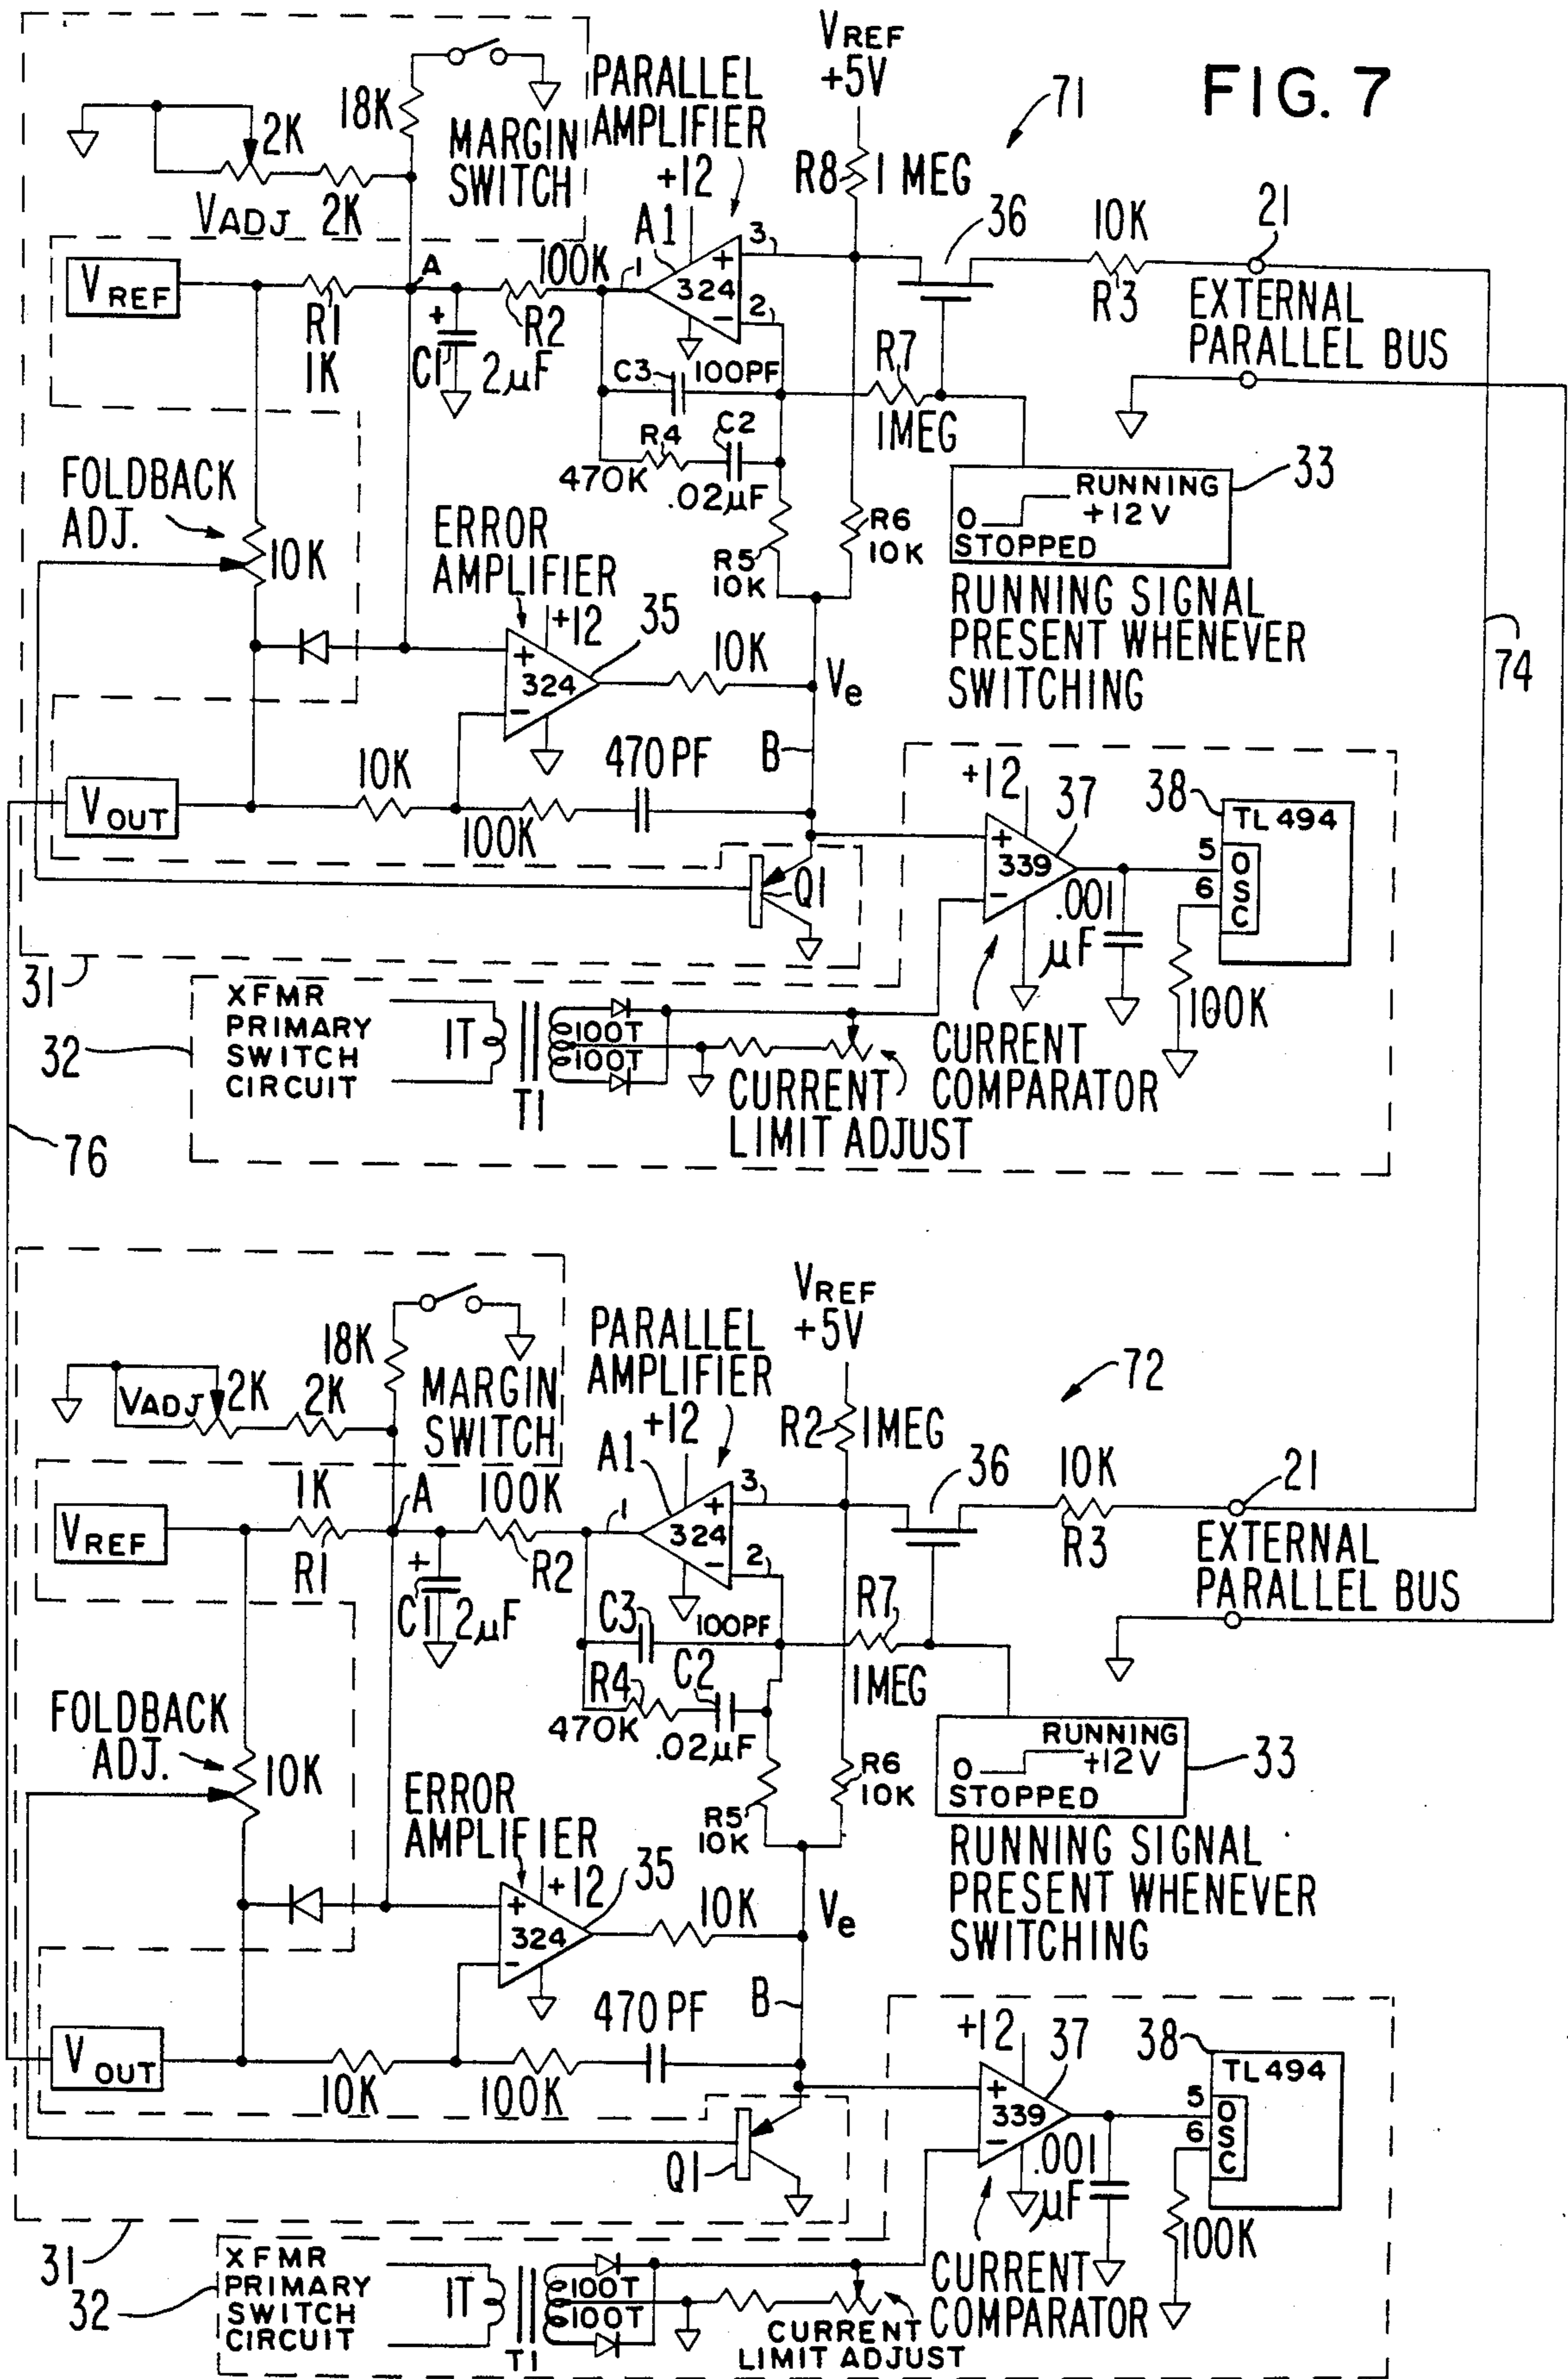 FIG. 7
VREF
+5V
71
PARALLEL
AMPLIFIER
18K
MARGIN
SWITCH
2K
VADJ 2K
+12
R8 1 MEG
A1
3
36
10K
21
VREF
A
100K
1
+
324
2
−
R3
EXTERNAL
PARALLEL BUS
R1
1K
+
C1
2µF
R2
C3
100PF
R7
1MEG
R4
C2
470K
.02µF
33
RUNNING
+12V
0
STOPPED
FOLDBACK
ADJ.
10K
ERROR
AMPLIFIER
R5
10K
R6
10K
RUNNING SIGNAL
PRESENT WHENEVER
SWITCHING
74
+12
35
+
324
−
10K
Ve
B
VOUT
10K
470PF
100K
+12
37
38
TL494
+
339
−
5
6
OSC
.001
µF
100K
Q1
31
XFMR
PRIMARY
SWITCH
CIRCUIT
32
1T
100T
100T
T1
CURRENT
LIMIT ADJUST
CURRENT
COMPARATOR
76
VREF
+5V
72
PARALLEL
AMPLIFIER
18K
MARGIN
SWITCH
VADJ 2K 2K
+12
R2 1MEG
A1
3
36
10K
21
VREF
1K
A
100K
1
+
324
2
−
R3
EXTERNAL
PARALLEL BUS
R1
+
C1
2µF
R2
C3
100PF
R7
1MEG
R4
C2
470K
.02µF
33
RUNNING
+12V
0
STOPPED
FOLDBACK
ADJ.
10K
ERROR
AMPLIFIER
R5
10K
R6
10K
RUNNING SIGNAL
PRESENT WHENEVER
SWITCHING
+12
35
+
324
−
10K
Ve
B
VOUT
10K
470PF
100K
+12
37
38
TL494
+
339
−
5
6
OSC
.001
µF
100K
Q1
31
XFMR
PRIMARY
SWITCH
CIRCUIT
32
1T
100T
100T
T1
CURRENT
LIMIT ADJUST
CURRENT
COMPARATOR